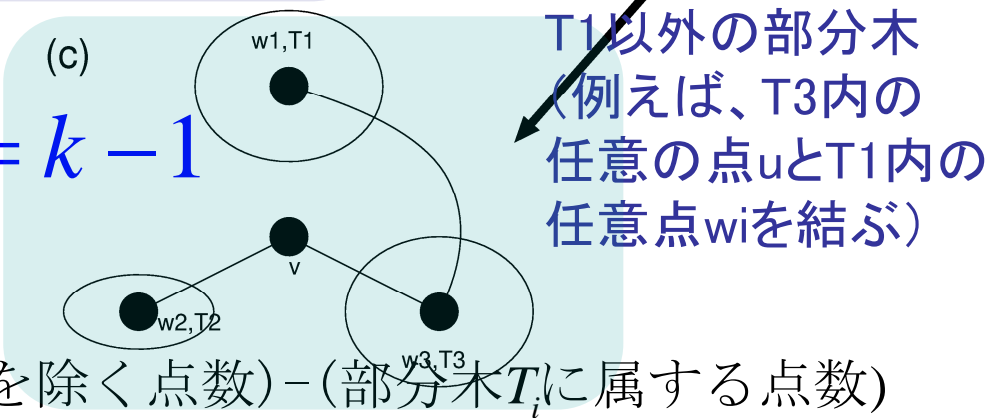 (c)
w1,T1
= k − 1
v
w2,T2
w3,T3
T1以外の部分木
（例えば、T3内の
任意の点uとT1内の
任意点wiを結ぶ）
を除く点数)−(部分木Tiに属する点数)